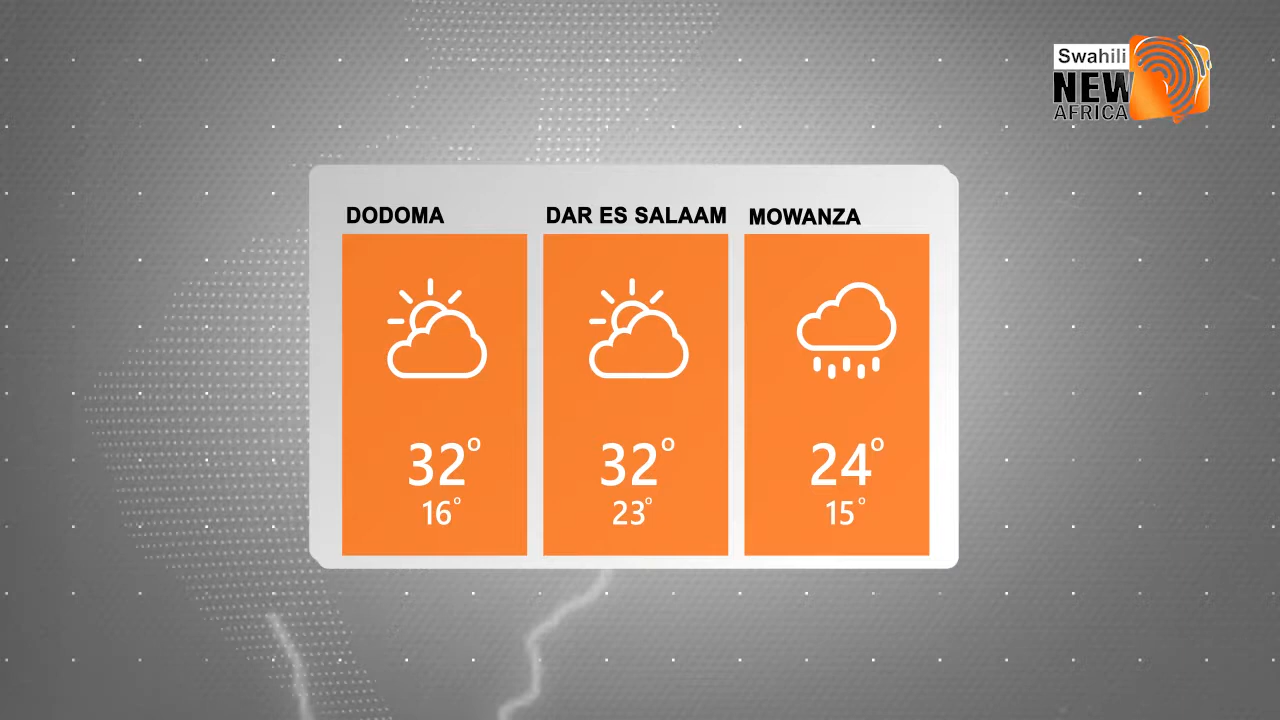 Swahili
NEW
AFRICA
DODOMA
DAR ES SALAAM
MOWANZA
32°
16°
32°
23°
24°
15°